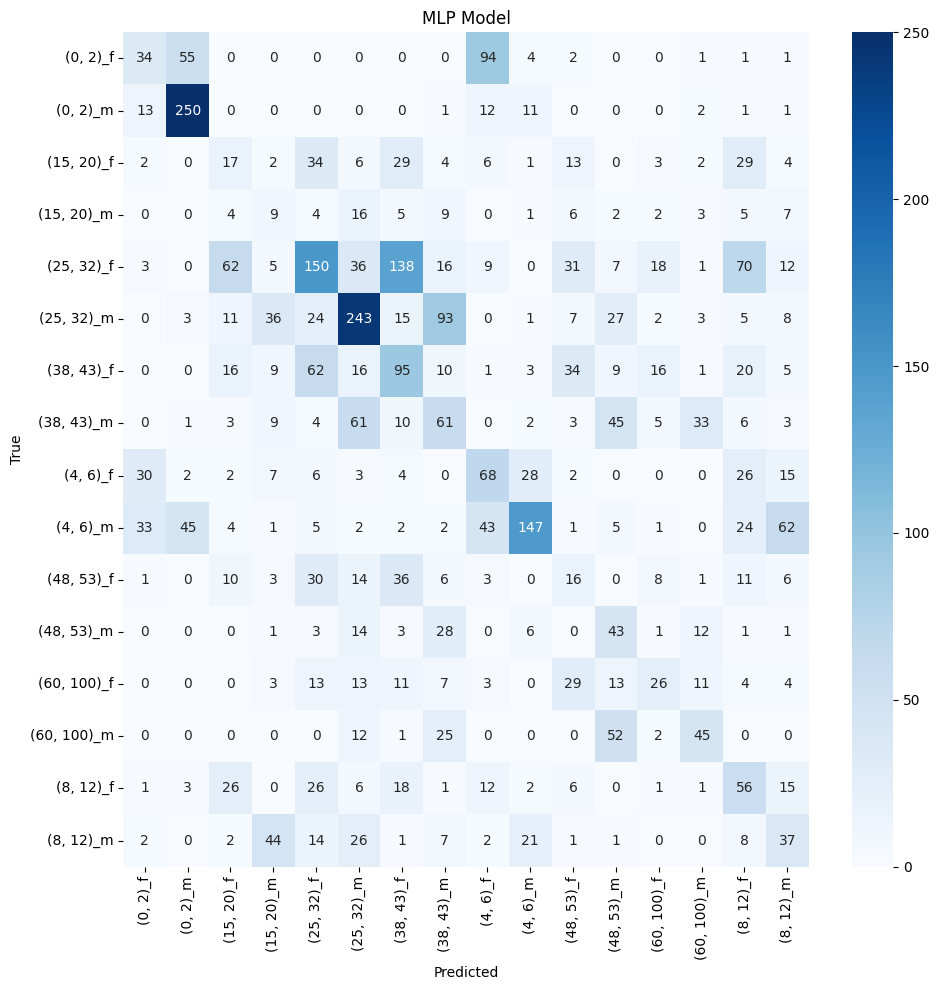 MLP Model
(0, 2)_f 34 55 0 0 0 0 0 0 94 4 2 0 0 1 1 1
(0, 2)_m 13 250 0 0 0 0 0 1 12 11 0 0 0 2 1 1
(15, 20)_f 2 0 17 2 34 6 29 4 6 1 13 0 3 2 29 4
(15, 20)_m 0 0 4 9 4 16 5 9 0 1 6 2 2 3 5 7
(25, 32)_f 3 0 62 5 150 36 138 16 9 0 31 7 18 1 70 12
(25, 32)_m 0 3 11 36 24 243 15 93 0 1 7 27 2 3 5 8
(38, 43)_f 0 0 16 9 62 16 95 10 1 3 34 9 16 1 20 5
(38, 43)_m 0 1 3 9 4 61 10 61 0 2 3 45 5 33 6 3
(4, 6)_f 30 2 2 7 6 3 4 0 68 28 2 0 0 0 26 15
(4, 6)_m 33 45 4 1 5 2 2 2 43 147 1 5 1 0 24 62
(48, 53)_f 1 0 10 3 30 14 36 6 3 0 16 0 8 1 11 6
(48, 53)_m 0 0 0 1 3 14 3 28 0 6 0 43 1 12 1 1
(60, 100)_f 0 0 0 3 13 13 11 7 3 0 29 13 26 11 4 4
(60, 100)_m 0 0 0 0 0 12 1 25 0 0 0 52 2 45 0 0
(8, 12)_f 1 3 26 0 26 6 18 1 12 2 6 0 1 1 56 15
(8, 12)_m 2 0 2 44 14 26 1 7 2 21 1 1 0 0 8 37
True
(0, 2)_f (0, 2)_m (15, 20)_f (15, 20)_m (25, 32)_f (25, 32)_m (38, 43)_f (38, 43)_m (4, 6)_f (4, 6)_m (48, 53)_f (48, 53)_m (60, 100)_f (60, 100)_m (8, 12)_f (8, 12)_m
Predicted
250
200
150
100
50
0